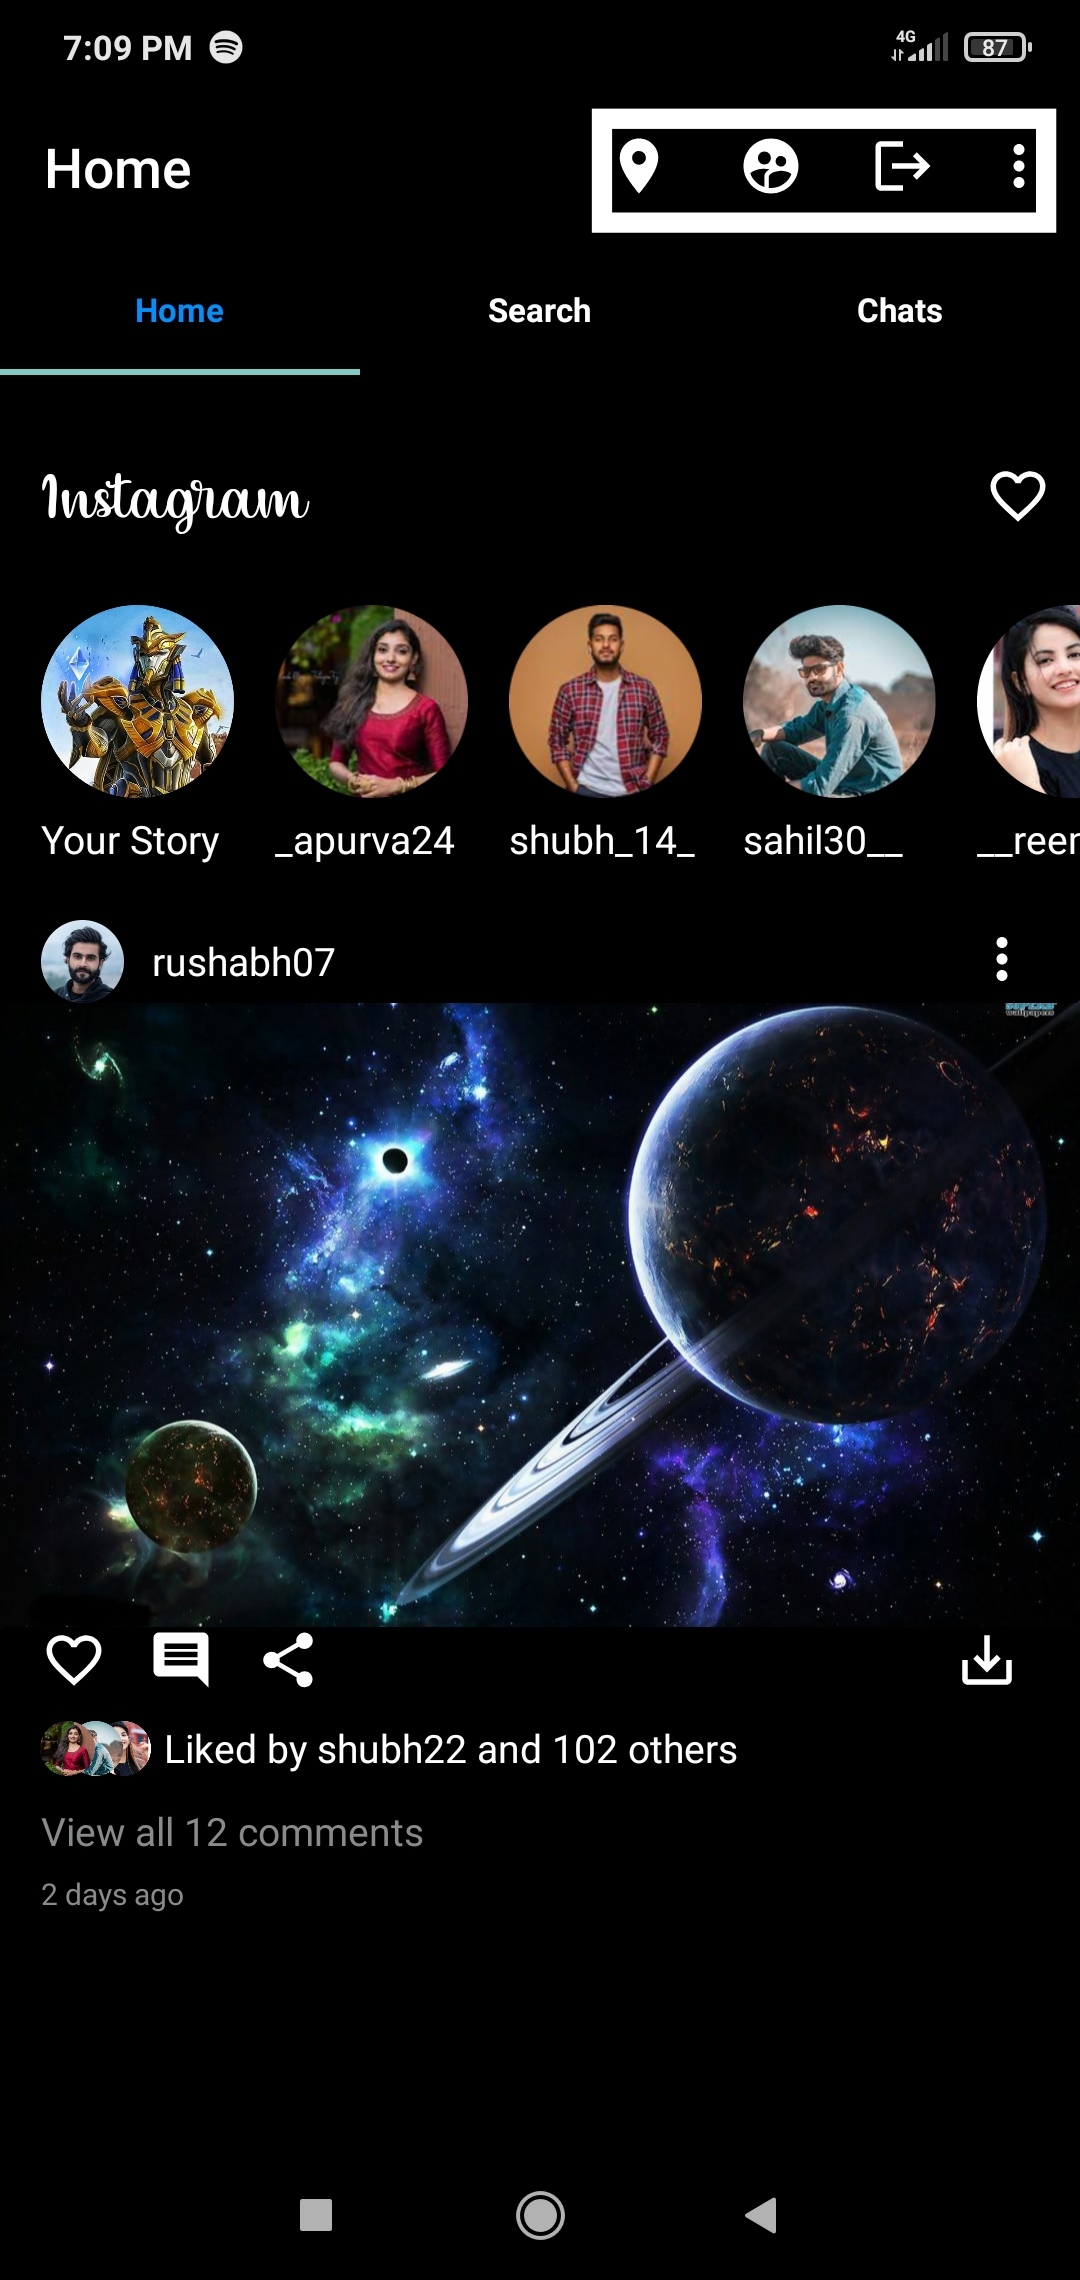 7:09 PM
4G
87
Home
Home
Search
Chats
Instagram
Your Story
_apurva24
shubh_14_
sahil30__
rushabh07
wallpapers
Liked by shubh22 and 102 others
View all 12 comments
2 days ago